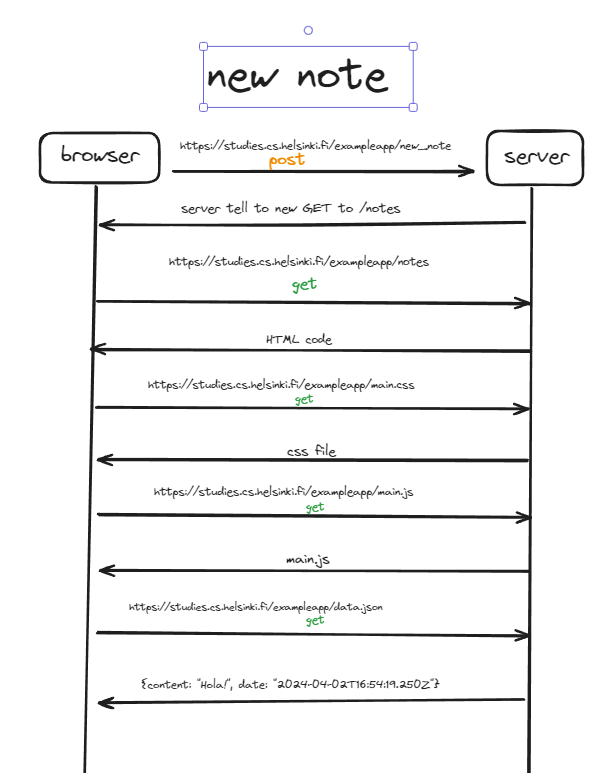 new note
browser
https://studies.cs.helsinki.fi/exampleapp/new_note
post
server
server tell to new GET to /notes
https://studies.cs.helsinki.fi/exampleapp/notes
get
HTML code
https://studies.cs.helsinki.fi/exampleapp/main.css
get
css file
https://studies.cs.helsinki.fi/exampleapp/main.js
get
main.js
https://studies.cs.helsinki.fi/exampleapp/data.json
get
{content: "Hola!", date: "2024-04-02T16:54:19.250Z"}